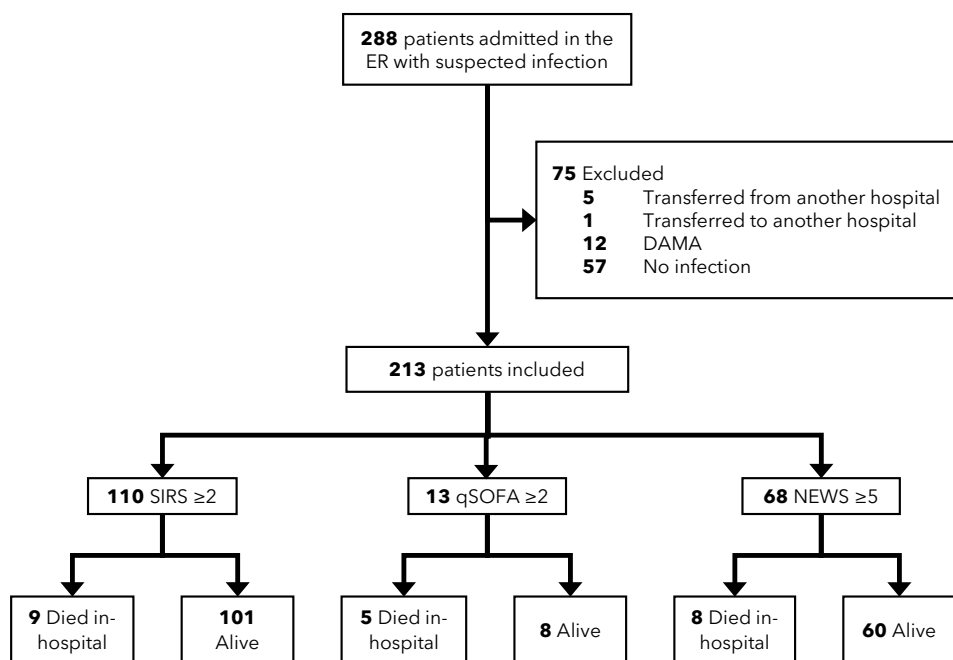 288 patients admitted in the
ER with suspected infection
75 Excluded
5 Transferred from another hospital
1 Transferred to another hospital
12 DAMA
57 No infection
213 patients included
110 SIRS ≥2
13 qSOFA ≥2
68 NEWS ≥5
9 Died in-
hospital
101
Alive
5 Died in-
hospital
8 Alive
8 Died in-
hospital
60 Alive